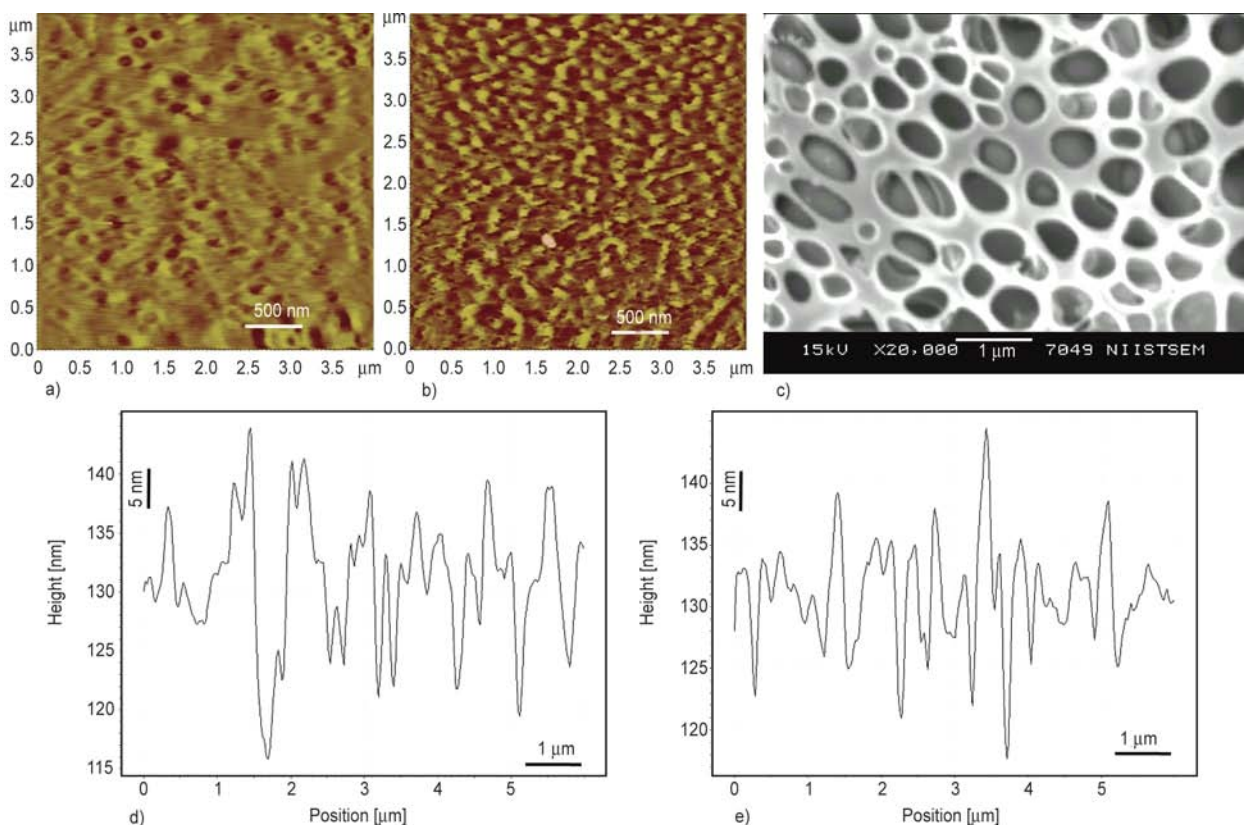 μm
3.5
3.0
2.5
2.0
1.5
1.0
0.5
0.0
500 nm
0 0.5 1.0 1.5 2.0 2.5 3.0 μm
a)
μm
3.5
3.0
2.5
2.0
1.5
1.0
0.5
0.0
500 nm
0 0.5 1.0 1.5 2.0 2.5 3.0 3.5 μm
b)
15kV X20,000 1 μm 7049 NIISTSEM
c)
5 nm
Height [nm]
140
135
130
125
120
115
1 μm
0 1 2 3 4 5
Position [μm]
d)
5 nm
Height [nm]
140
135
130
125
120
1 μm
0 1 2 3 4 5
Position [μm]
e)